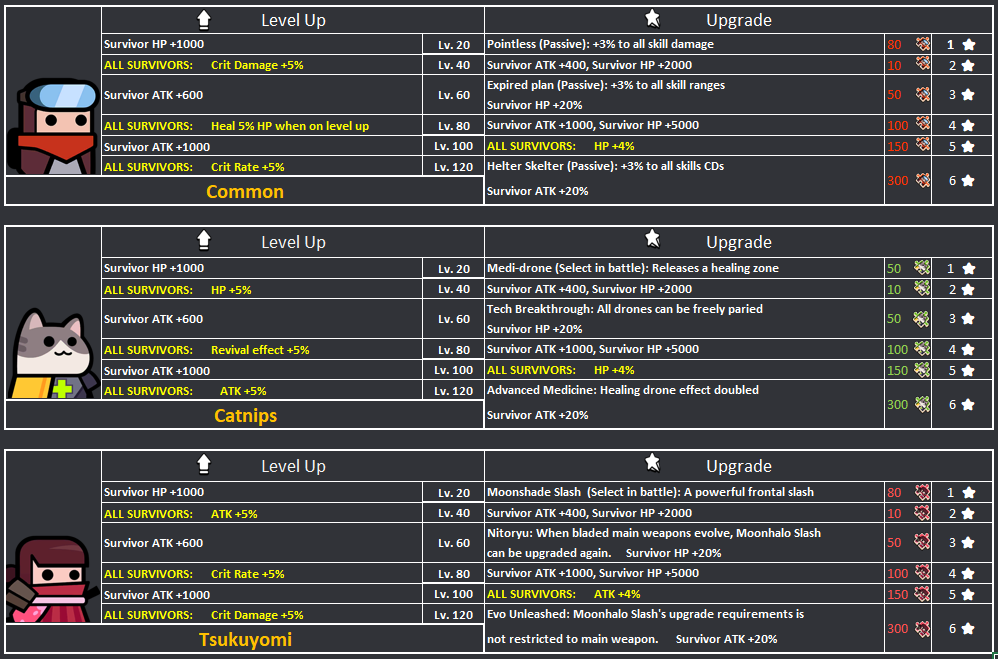 Level Up Upgrade
Survivor HP +1000 Lv. 20 Pointless (Passive): +3% to all skill damage 80 1
ALL SURVIVORS: Crit Damage +5% Lv. 40 Survivor ATK +400, Survivor HP +2000 10 2
Survivor ATK +600 Lv. 60 Expired plan (Passive): +3% to all skill ranges 50 3
Survivor HP +20%
ALL SURVIVORS: Heal 5% HP when on level up Lv. 80 Survivor ATK +1000, Survivor HP +5000 100 4
Survivor ATK +1000 Lv. 100 ALL SURVIVORS: HP +4% 150 5
ALL SURVIVORS: Crit Rate +5% Lv. 120 Helter Skelter (Passive): +3% to all skills CDs 300 6
Common Survivor ATK +20%
Level Up Upgrade
Survivor HP +1000 Lv. 20 Medi-drone (Select in battle): Releases a healing zone 50 1
ALL SURVIVORS: HP +5% Lv. 40 Survivor ATK +400, Survivor HP +2000 10 2
Survivor ATK +600 Lv. 60 Tech Breakthrough: All drones can be freely paried 50 3
Survivor HP +20%
ALL SURVIVORS: Revival effect +5% Lv. 80 Survivor ATK +1000, Survivor HP +5000 100 4
Survivor ATK +1000 Lv. 100 ALL SURVIVORS: HP +4% 150 5
ALL SURVIVORS: ATK +5% Lv. 120 Advanced Medicine: Healing drone effect doubled 300 6
Catnips Survivor ATK +20%
Level Up Upgrade
Survivor HP +1000 Lv. 20 Moonshade Slash (Select in battle): A powerful frontal slash 80 1
ALL SURVIVORS: ATK +5% Lv. 40 Survivor ATK +400, Survivor HP +2000 10 2
Survivor ATK +600 Lv. 60 Nitoryu: When bladed main weapons evolve, Moonhalo Slash 50 3
can be upgraded again. Survivor HP +20%
ALL SURVIVORS: Crit Rate +5% Lv. 80 Survivor ATK +1000, Survivor HP +5000 100 4
Survivor ATK +1000 Lv. 100 ALL SURVIVORS: ATK +4% 150 5
ALL SURVIVORS: Crit Damage +5% Lv. 120 Evo Unleashed: Moonhalo Slash's upgrade requirements is 300 6
Tsukuyomi not restricted to main weapon. Survivor ATK +20%